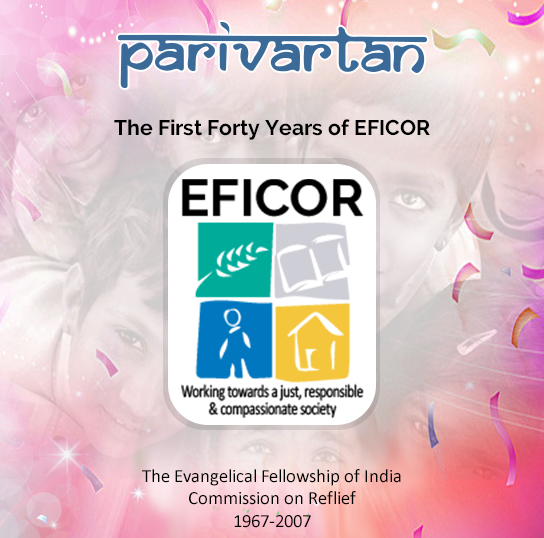 parivartan
The First Forty Years of EFICOR
EFICOR
Working towards a just, responsible
& compassionate society
The Evangelical Fellowship of India
Commission on Reflief
1967-2007